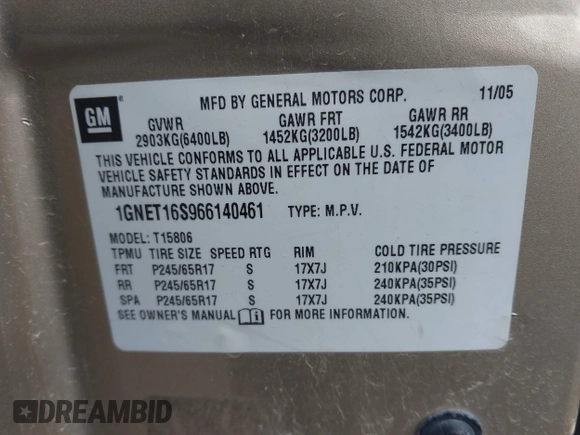 GM
MFD BY GENERAL MOTORS CORP. 11/05
GVWR GAWR FRT GAWR RR
2903KG(6400LB) 1452KG(3200LB) 1542KG(3400LB)
THIS VEHICLE CONFORMS TO ALL APPLICABLE U.S. FEDERAL MOTOR
VEHICLE SAFETY STANDARDS IN EFFECT ON THE DATE OF
MANUFACTURE SHOWN ABOVE.
1GNET16S966140461 TYPE: M.P.V.
MODEL: T15806
TPMU TIRE SIZE SPEED RTG RIM COLD TIRE PRESSURE
FRT P245/65R17 S 17X7J 210KPA(30PSI)
RR P245/65R17 S 17X7J 240KPA(35PSI)
SPA P245/65R17 S 17X7J 240KPA(35PSI)
SEE OWNER'S MANUAL FOR MORE INFORMATION.
DREAMBID